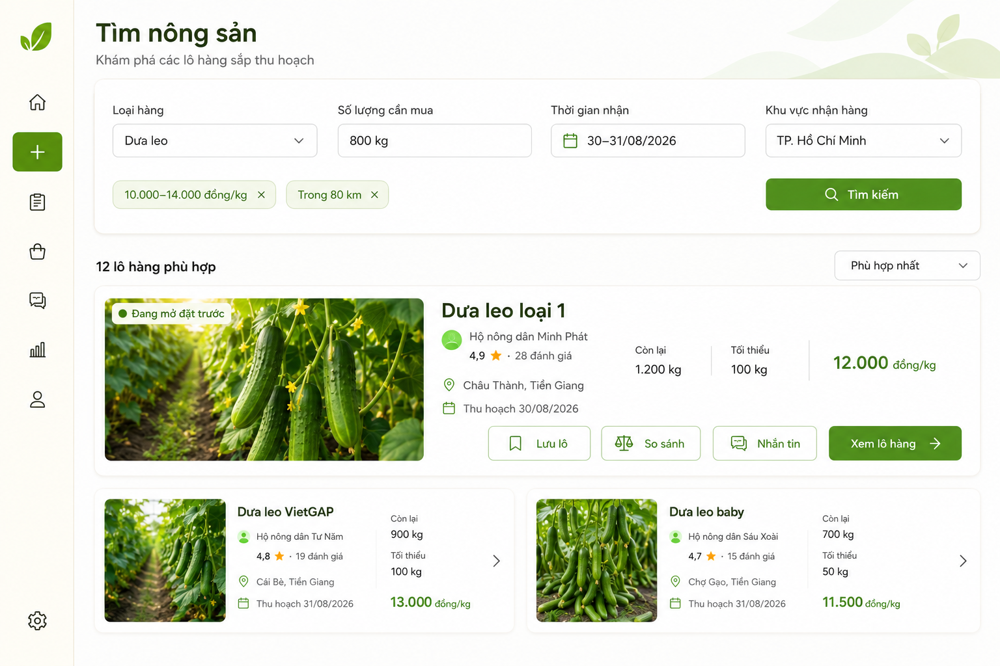 Tìm nông sản
Khám phá các lô hàng sắp thu hoạch
Loại hàng
Dưa leo
Số lượng cần mua
800 kg
Thời gian nhận
30–31/08/2026
Khu vực nhận hàng
TP. Hồ Chí Minh
10.000–14.000 đồng/kg
Trong 80 km
Tìm kiếm
12 lô hàng phù hợp
Phù hợp nhất
Đang mở đặt trước
Dưa leo loại 1
Hộ nông dân Minh Phát
4,9 · 28 đánh giá
Châu Thành, Tiền Giang
Thu hoạch 30/08/2026
Còn lại
1.200 kg
Tối thiểu
100 kg
12.000 đồng/kg
Lưu lô
So sánh
Nhắn tin
Xem lô hàng
Dưa leo VietGAP
Hộ nông dân Tư Năm
4,8 · 19 đánh giá
Cái Bè, Tiền Giang
Thu hoạch 31/08/2026
Còn lại
900 kg
Tối thiểu
100 kg
13.000 đồng/kg
Dưa leo baby
Hộ nông dân Sáu Xoài
4,7 · 15 đánh giá
Chợ Gạo, Tiền Giang
Thu hoạch 31/08/2026
Còn lại
700 kg
Tối thiểu
50 kg
11.500 đồng/kg